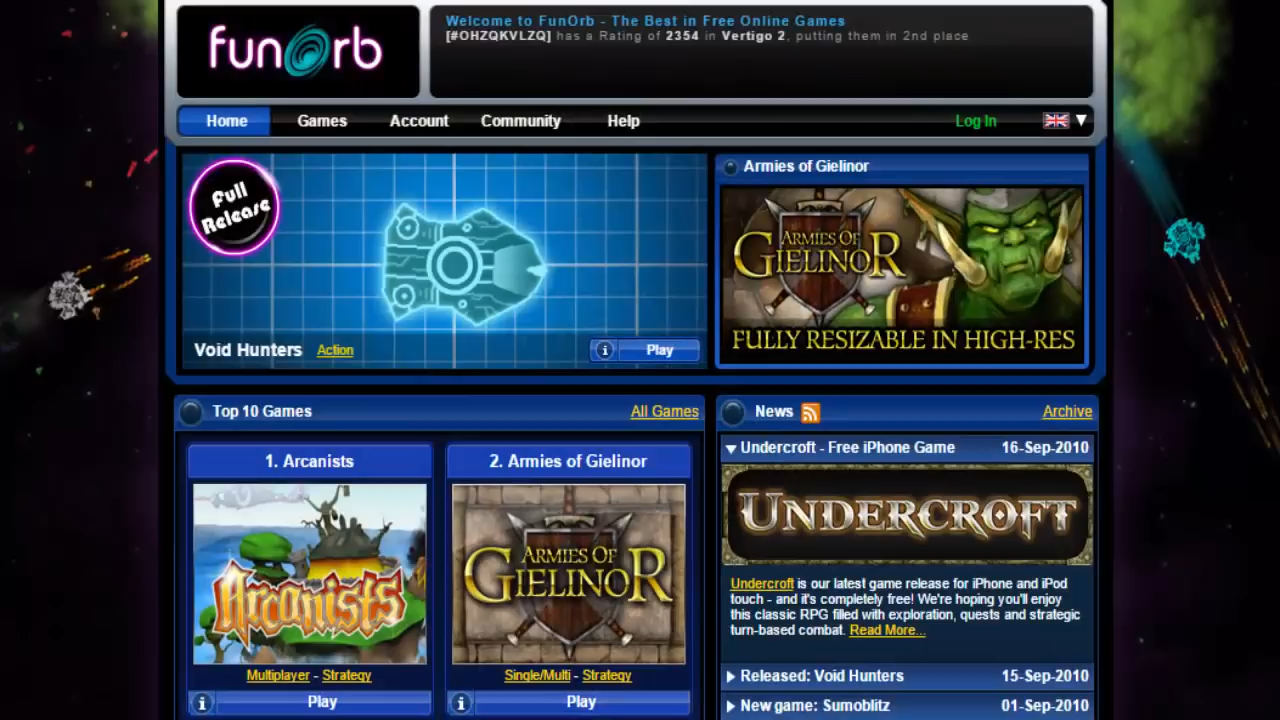 funorb
Welcome to FunOrb - The Best in Free Online Games
[#OHZQKVLZQ] has a Rating of 2354 in Vertigo 2, putting them in 2nd place
Home Games Account Community Help Log In
Full
Release
Void Hunters Action
i Play
Armies of Gielinor
ARMIES OF
GIELINOR
FULLY RESIZABLE IN HIGH-RES
Top 10 Games All Games
1. Arcanists
Arcanists
Multiplayer - Strategy
i Play
2. Armies of Gielinor
ARMIES OF
GIELINOR
Single/Multi - Strategy
i Play
News Archive
Undercroft - Free iPhone Game 16-Sep-2010
UNDERCROFT
Undercroft is our latest game release for iPhone and iPod
touch - and it's completely free! We're hoping you'll enjoy
this classic RPG filled with exploration, quests and strategic
turn-based combat. Read More...
Released: Void Hunters 15-Sep-2010
New game: Sumoblitz 01-Sep-2010